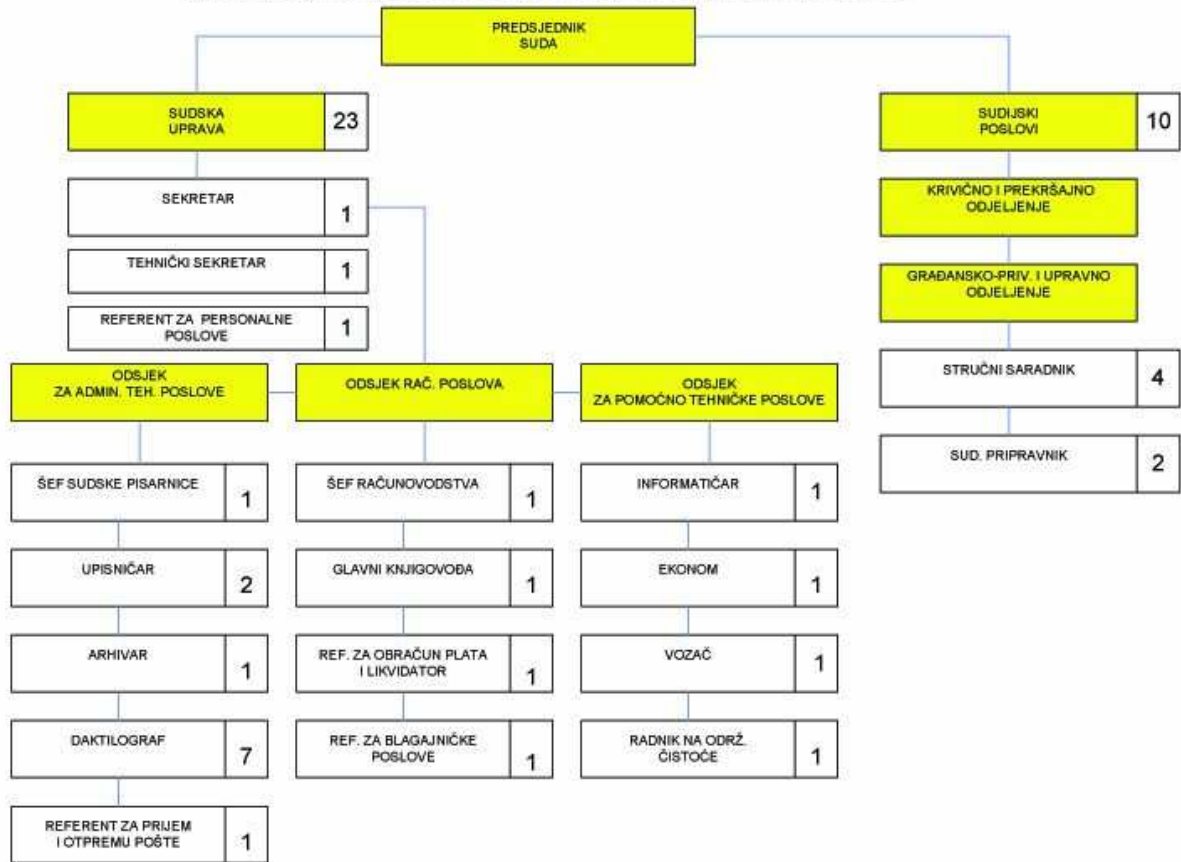 PREDSJEDNIK
SUDA
SUDSKA
UPRAVA
23
SUDIJSKI
POSLOVI
10
SEKRETAR
1
TEHNIČKI SEKRETAR
1
REFERENT ZA PERSONALNE
POSLOVE
1
KRIVIČNO I PREKRŠAJNO
ODJELJENJE
GRAĐANSKO-PRIV. I UPRAVNO
ODJELJENJE
STRUČNI SARADNIK
4
SUD. PRIPRAVNIK
2
ODSJEK
ZA ADMIN. TEH. POSLOVE
ODSJEK RAČ. POSLOVA
ODSJEK
ZA POMOĆNO TEHNIČKE POSLOVE
ŠEF SUDSKE PISARNICE
1
UPISNIČAR
2
ARHIVAR
1
DAKTILOGRAF
7
REFERENT ZA PRIJEM
I OTPREMU POŠTE
1
ŠEF RAČUNOVODSTVA
1
GLAVNI KNJIGOVOĐA
1
REF. ZA OBRAČUN PLATA
I LIKVIDATOR
1
REF. ZA BLAGAJNIČKE
POSLOVE
1
INFORMATIČAR
1
EKONOM
1
VOZAČ
1
RADNIK NA ODRŽ.
ČISTOĆE
1